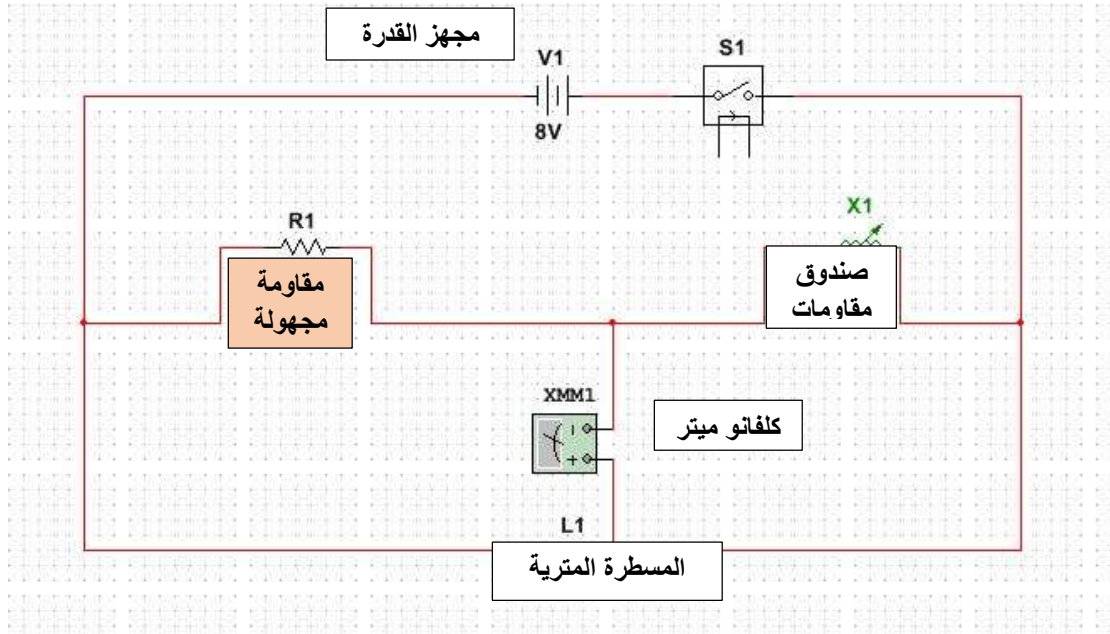 مجهز القدرة
V1
S1
8V
R1
X1
مقاومة
مجهولة
صندوق
مقاومات
XMM1
كلفانو ميتر
L1
المسطرة المترية